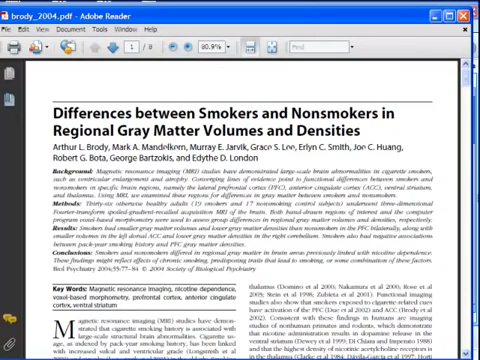 brody_2004.pdf - Adobe Reader
File Edit View Document Tools Window Help
1 / 8 80.9% Find
Differences between Smokers and Nonsmokers in
Regional Gray Matter Volumes and Densities
Arthur L. Brody, Mark A. Mandelkern, Murray E. Jarvik, Grace S. Lee, Erlyn C. Smith, Joe C. Huang,
Robert G. Bota, George Bartzokis, and Edythe D. London
Background: Magnetic resonance imaging (MRI) studies have demonstrated large-scale brain abnormalities in cigarette smokers,
such as ventricular enlargement and atrophy. Converging lines of evidence point to functional differences between smokers and
nonsmokers in specific brain regions, namely the lateral prefrontal cortex (PFC), anterior cingulate cortex (ACC), ventral striatum,
and thalamus. Using MRI, we examined these regions for differences in gray matter between smokers and nonsmokers.
Methods: Thirty-six otherwise healthy adults (19 smokers and 17 nonsmoking control subjects) underwent three-dimensional
Fourier-transform spoiled-gradient-recalled acquisition MRI of the brain. Both hand-drawn regions of interest and the computer
program voxel-based morphometry were used to assess group differences in regional gray matter volumes and densities, respectively.
Results: Smokers had smaller gray matter volumes and lower gray matter densities than nonsmokers in the PFC bilaterally, along with
smaller volumes in the left dorsal ACC and lower gray matter densities in the right cerebellum. Smokers also had negative associations
between pack-year smoking history and PFC gray matter densities.
Conclusions: Smokers and nonsmokers differed in regional gray matter in brain areas previously linked with nicotine dependence.
These findings might reflect effects of chronic smoking, predisposing traits that lead to smoking, or some combination of these factors.
Biol Psychiatry 2004;55:77–84 © 2004 Society of Biological Psychiatry
Key Words: Magnetic resonance imaging, nicotine dependence,
voxel-based morphometry, prefrontal cortex, anterior cingulate
cortex, ventral striatum
Magnetic resonance imaging (MRI) studies have demon-
strated that cigarette smoking history is associated with
large-scale structural brain abnormalities. Cigarette us-
age, as indexed by pack-year smoking history, has been linked
with increased sulcal and ventricular grade (Longstreth et al
thalamus (Domino et al 2000; Nakamura et al 2000; Rose et al
2003; Stein et al 1998; Zubieta et al 2001). Functional imaging
studies also show that smokers exposed to cigarette-related cues
have activation of the PFC (Due et al 2002) and ACC (Brody et al
2002). Consistent with these findings in humans are imaging
studies of nonhuman primates and rodents, which demonstrate
that nicotine administration results in dopamine release in the
ventral striatum (Dewey et al 1999; Di Chiara and Imperato
1988) and that the density of nicotinic acetylcholine receptors is